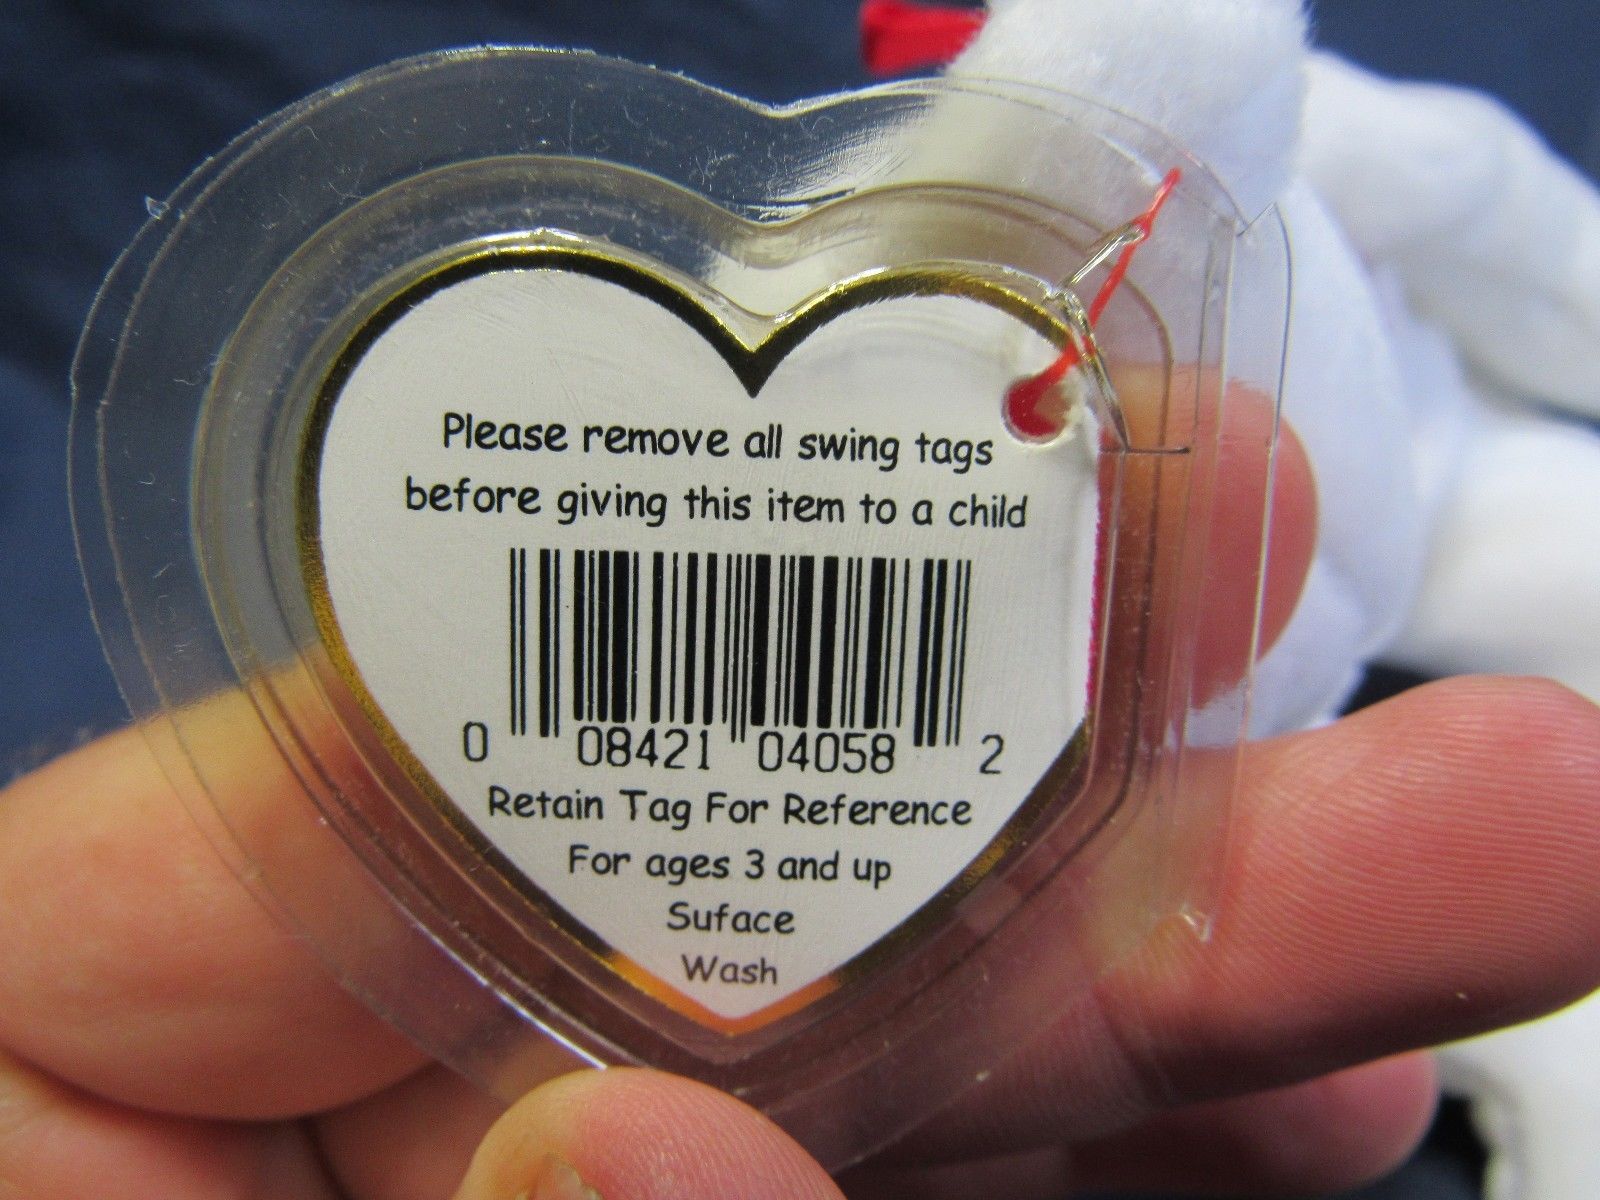 Please remove all swing tags
before giving this item to a child
0 08421 04058 2
Retain Tag For Reference
For ages 3 and up
Suface
Wash